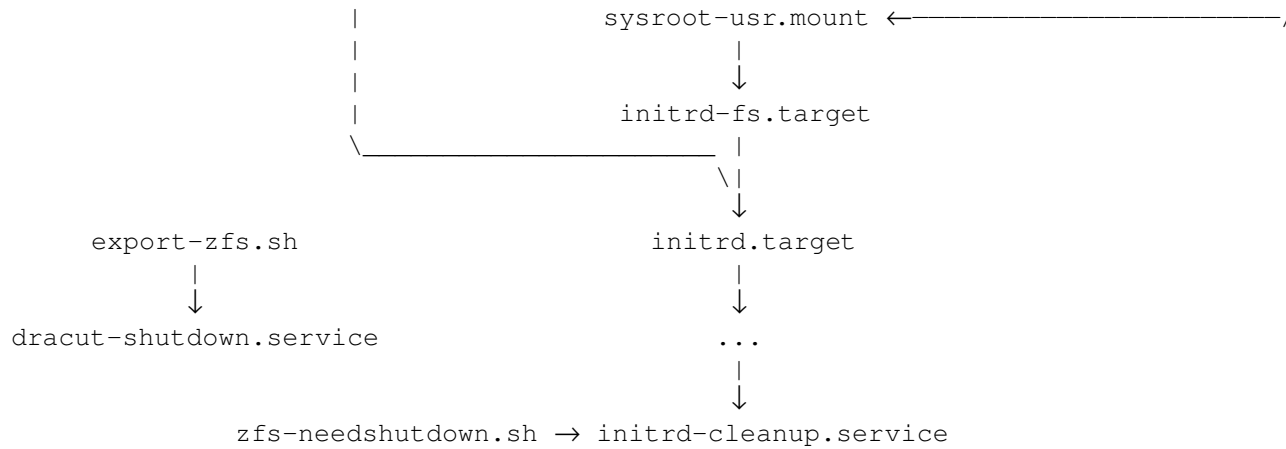 |                     sysroot-usr.mount ←———————————————————————/
|                              |
|                              ↓
|                      initrd-fs.target
\______________________ |
\|
↓
export-zfs.sh                      initrd.target
|                                  |
↓                                  ↓
dracut-shutdown.service                     ...
|
↓
zfs-needshutdown.sh → initrd-cleanup.service